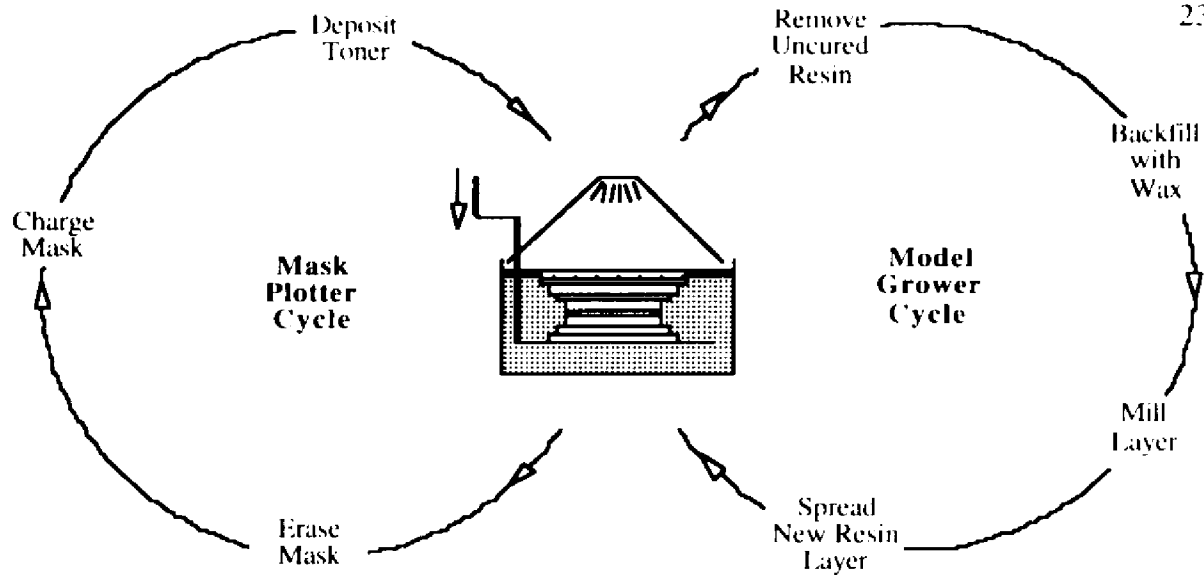 23
Deposit
Toner
Remove
Uncured
Resin
Backfill
with
Wax
Charge
Mask
Mask
Plotter
Cycle
Model
Grower
Cycle
Mill
Layer
Erase
Mask
Spread
New Resin
Layer